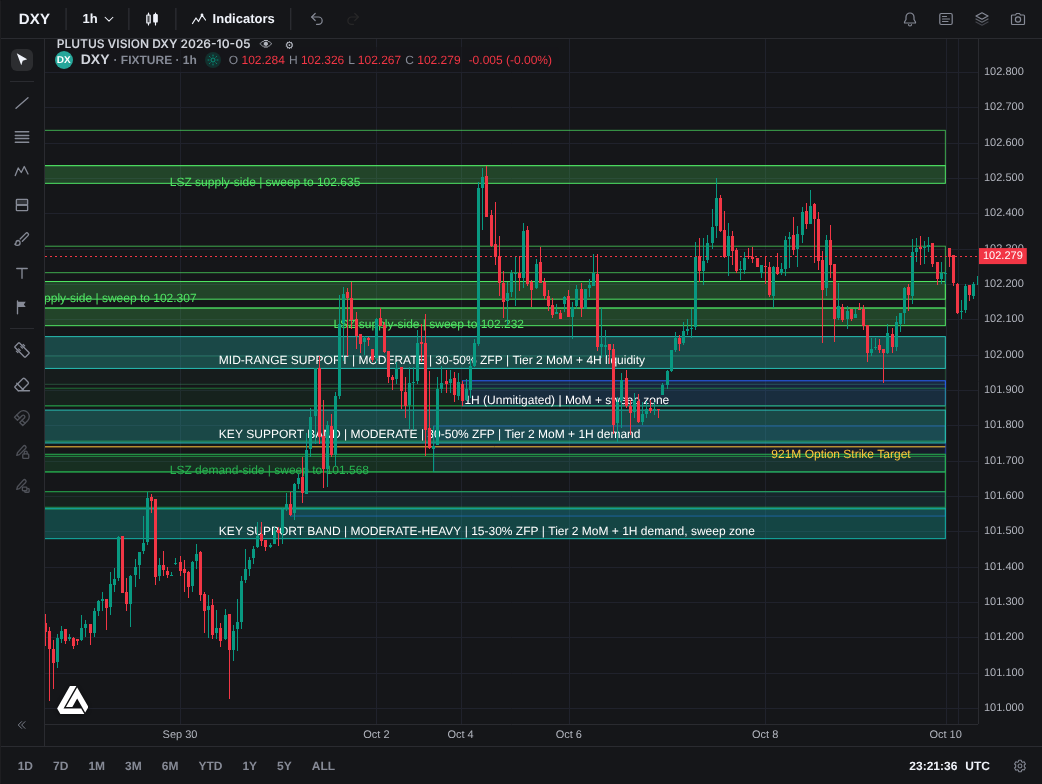 DXY 1h Indicators
PLUTUS VISION DXY 2026-10-05
DX DXY · FIXTURE · 1h O 102.284 H 102.326 L 102.267 C 102.279 -0.005 (-0.00%)
102.800
102.700
102.600
102.500
LSZ supply-side | sweep to 102.635
102.400
102.300
102.279
102.200
pply-side | sweep to 102.307
102.100
LSZ supply-side | sweep to 102.232
102.000
MID-RANGE SUPPORT | MODERATE | 30-50% ZFP | Tier 2 MoM + 4H liquidity
101.900
1H (Unmitigated) | MoM + sweep zone
101.800
KEY SUPPORT BAND | MODERATE | 30-50% ZFP | Tier 2 MoM + 1H demand
921M Option Strike Target
101.700
LSZ demand-side | sweep to 101.568
101.600
101.500
KEY SUPPORT BAND | MODERATE-HEAVY | 15-30% ZFP | Tier 2 MoM + 1H demand, sweep zone
101.400
101.300
101.200
101.100
101.000
Sep 30 Oct 2 Oct 4 Oct 6 Oct 8 Oct 10
1D 7D 1M 3M 6M YTD 1Y 5Y ALL 23:21:36 UTC